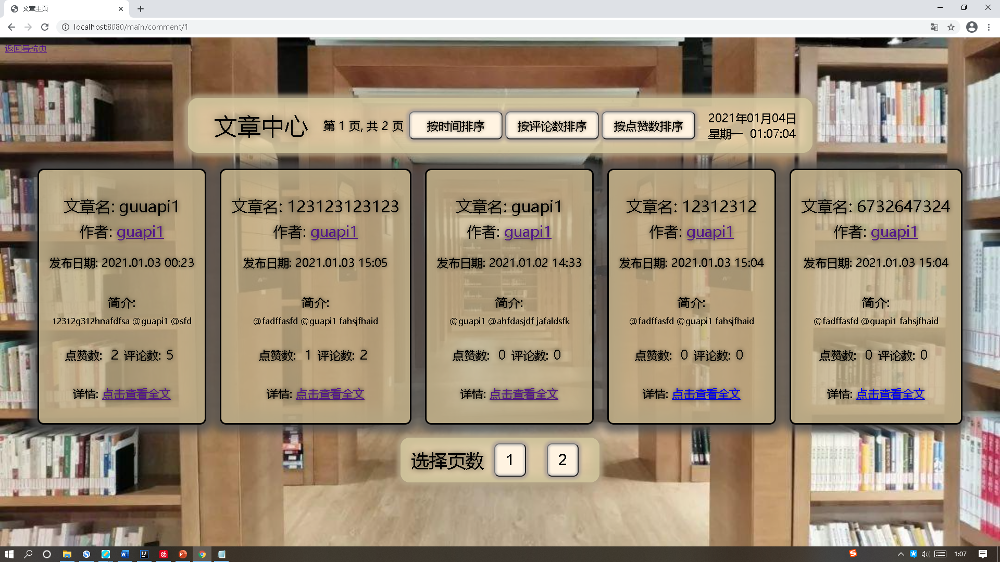 文章主页
localhost:8080/main/comment/1
返回导航页
文章中心
第 1 页, 共 2 页
按时间排序
按评论数排序
按点赞数排序
2021年01月04日
星期一 01:07:04
文章名: guuapi1
作者: guapi1
发布日期: 2021.01.03 00:23
简介:
12312g312hnafdfsa @guapi1 @sfd
点赞数: 2 评论数: 5
详情: 点击查看全文
文章名: 123123123123
作者: guapi1
发布日期: 2021.01.03 15:05
简介:
@fadffasfd @guapi1 fahsjfhaid
点赞数: 1 评论数: 2
详情: 点击查看全文
文章名: guapi1
作者: guapi1
发布日期: 2021.01.02 14:33
简介:
@guapi1 @ahfdasjdf jafaldsfk
点赞数: 0 评论数: 0
详情: 点击查看全文
文章名: 12312312
作者: guapi1
发布日期: 2021.01.03 15:04
简介:
@fadffasfd @guapi1 fahsjfhaid
点赞数: 0 评论数: 0
详情: 点击查看全文
文章名: 6732647324
作者: guapi1
发布日期: 2021.01.03 15:04
简介:
@fadffasfd @guapi1 fahsjfhaid
点赞数: 0 评论数: 0
详情: 点击查看全文
选择页数
1
2
1:07